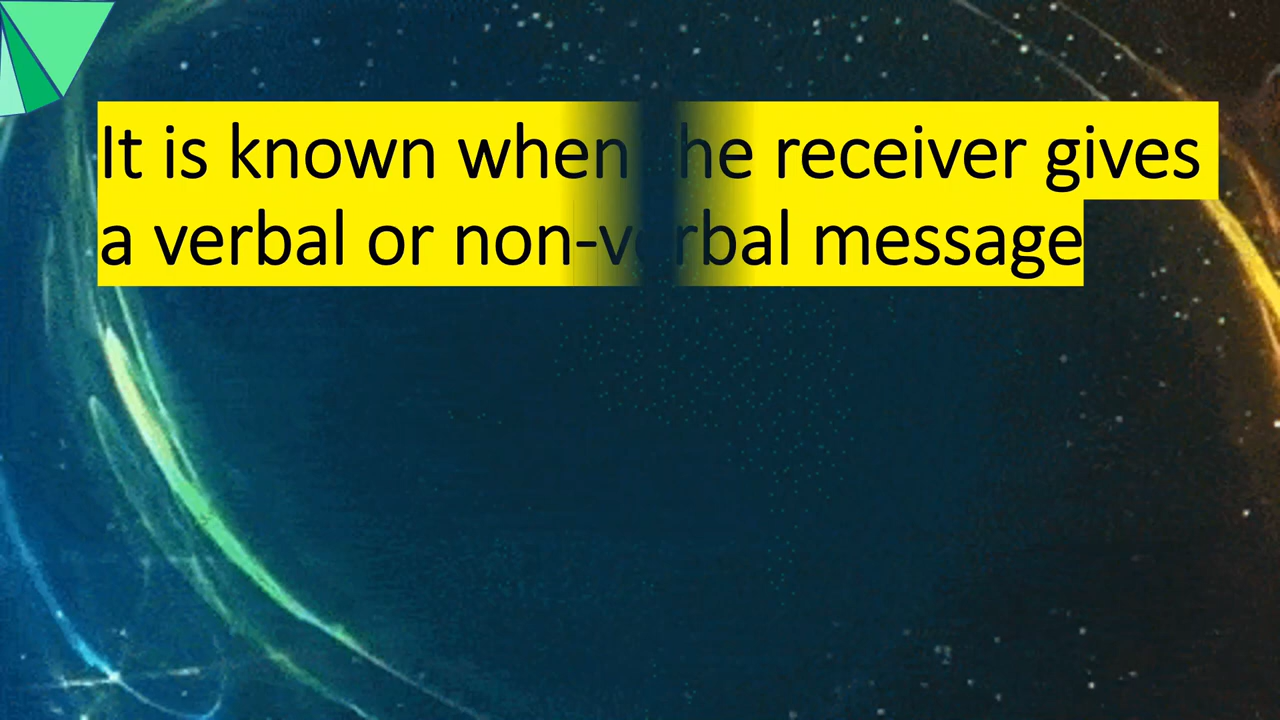 It is known when the receiver gives
a verbal or non-verbal message